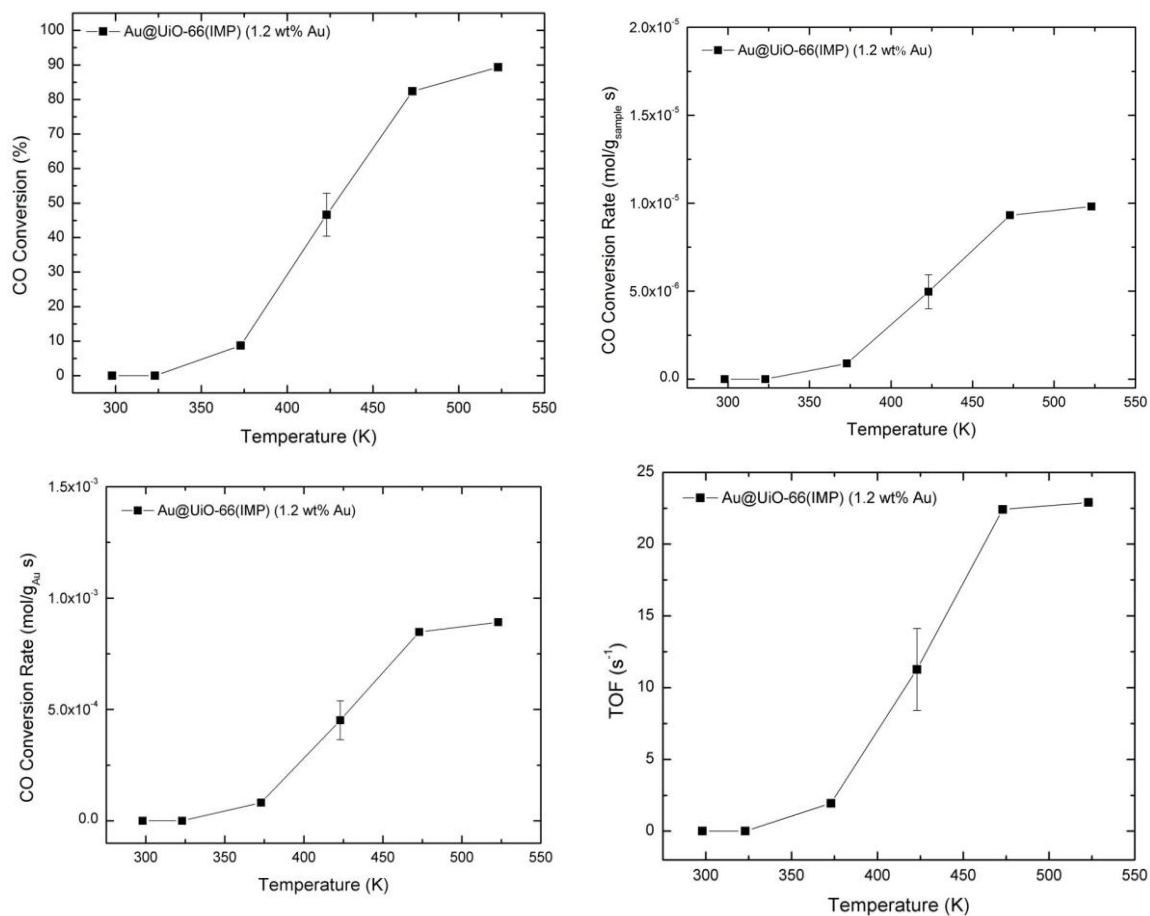 Au@UiO-66(IMP) (1.2 wt% Au)
100
90
80
70
60
50
40
30
20
10
0
CO Conversion (%)
300 350 400 450 500 550
Temperature (K)
Au@UiO-66(IMP) (1.2 wt% Au)
2.0x10⁻⁵
1.5x10⁻⁵
1.0x10⁻⁵
5.0x10⁻⁶
0.0
CO Conversion Rate (mol/g_sample s)
300 350 400 450 500 550
Temperature (K)
Au@UiO-66(IMP) (1.2 wt% Au)
1.5x10⁻³
1.0x10⁻³
5.0x10⁻⁴
0.0
CO Conversion Rate (mol/g_Au s)
300 350 400 450 500 550
Temperature (K)
Au@UiO-66(IMP) (1.2 wt% Au)
25
20
15
10
5
0
TOF (s⁻¹)
300 350 400 450 500 550
Temperature (K)